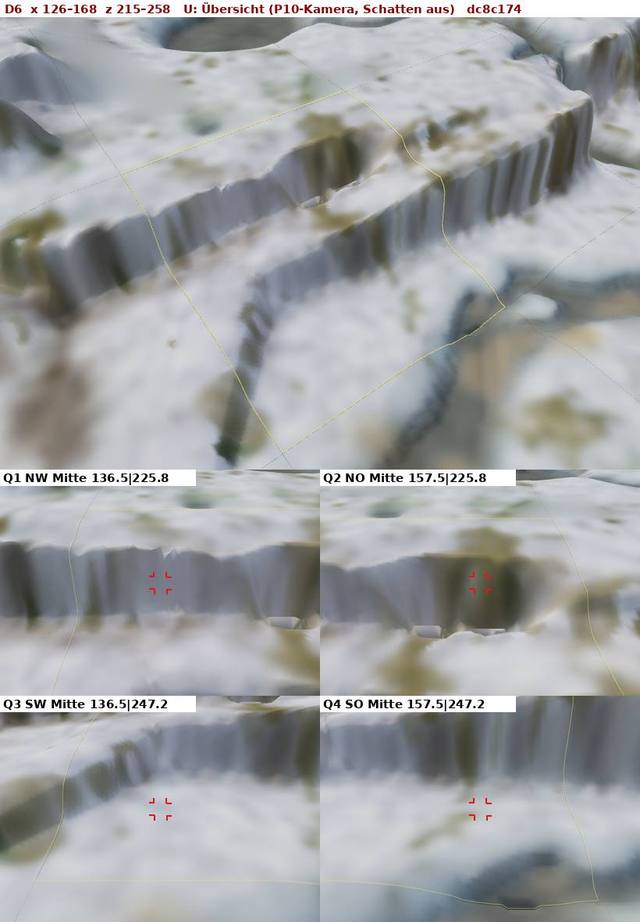 D6 x 126–168 z 215–258 U: Übersicht (P10-Kamera, Schatten aus) dc8c174
Q1 NW Mitte 136.5|225.8
Q2 NO Mitte 157.5|225.8
Q3 SW Mitte 136.5|247.2
Q4 SO Mitte 157.5|247.2